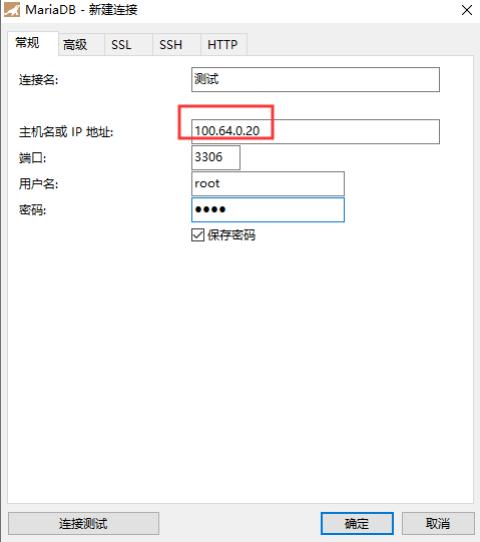 MariaDB - 新建连接
常规 高级 SSL SSH HTTP
连接名: 测试
主机名或 IP 地址: 100.64.0.20
端口: 3306
用户名: root
密码: ●●●●
保存密码
连接测试 确定 取消